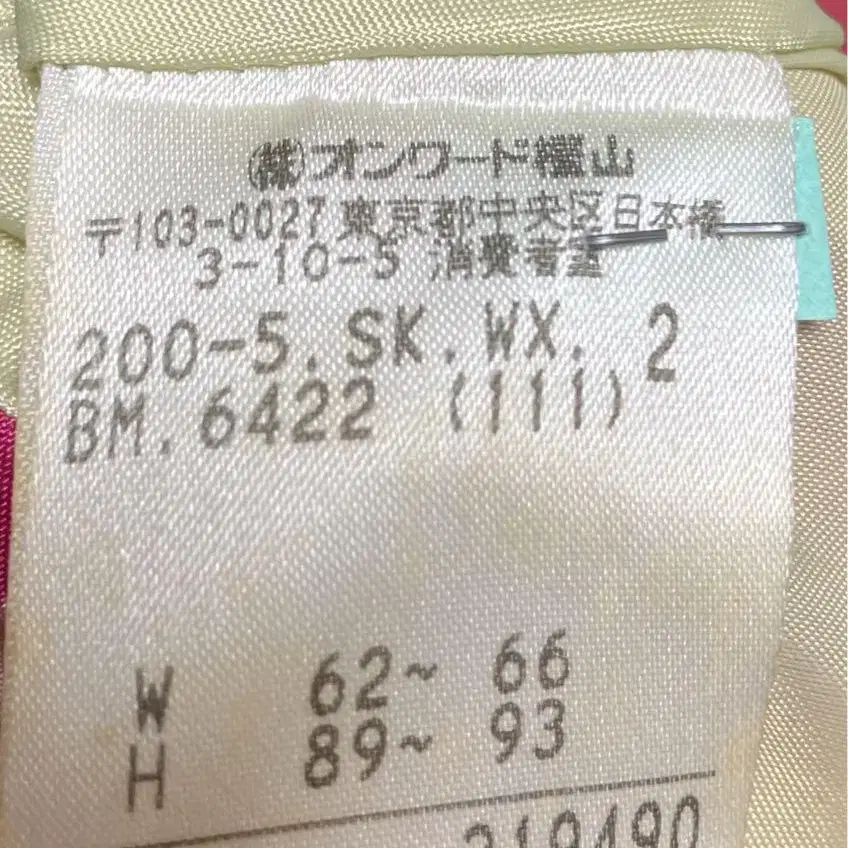 ㈱オンワード樫山
〒103-0027 東京都中央区日本橋
3-10-5 消費者室
200-5.SK.WX. 2
BM.6422 (111)
W 62~ 66
H 89~ 93
319490